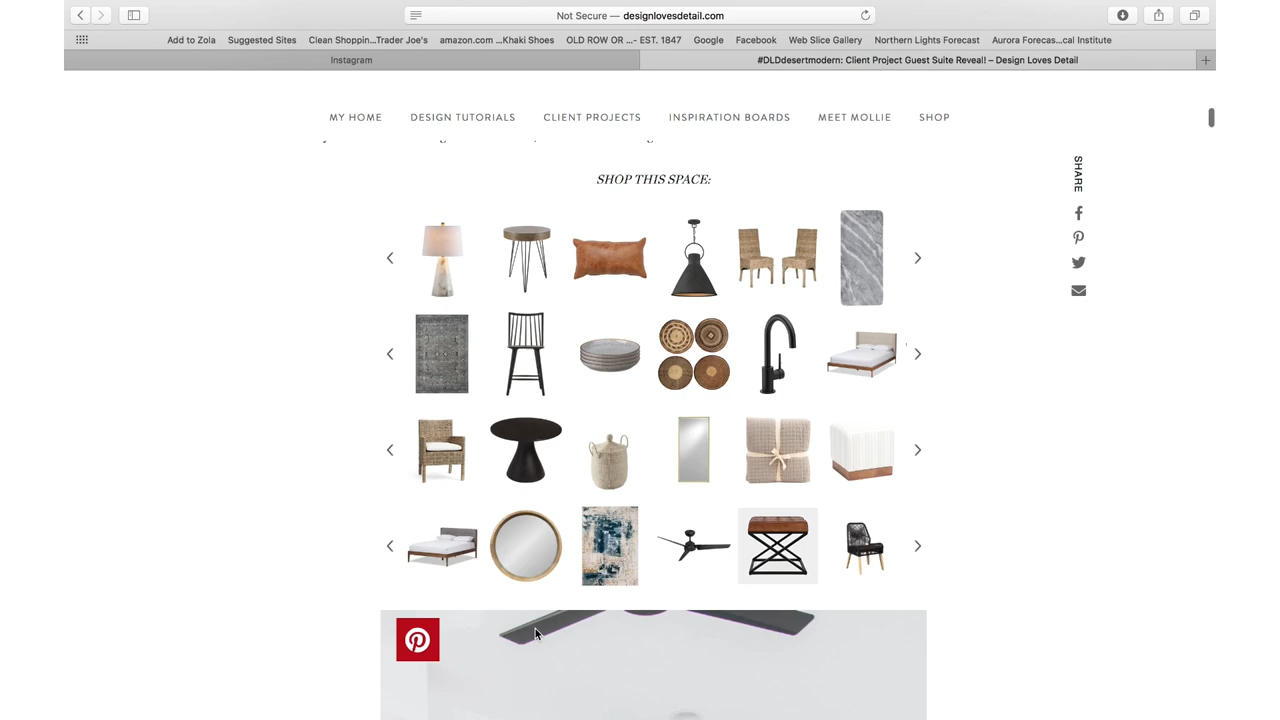 Not Secure — designlovesdetail.com
Add to Zola Suggested Sites Clean Shoppin...Trader Joe's amazon.com ...Khaki Shoes OLD ROW OR ...- EST. 1847 Google Facebook Web Slice Gallery Northern Lights Forecast Aurora Forecas...cal Institute
Instagram #DLDdesertmodern: Client Project Guest Suite Reveal! – Design Loves Detail
MY HOME DESIGN TUTORIALS CLIENT PROJECTS INSPIRATION BOARDS MEET MOLLIE SHOP
SHOP THIS SPACE:
SHARE